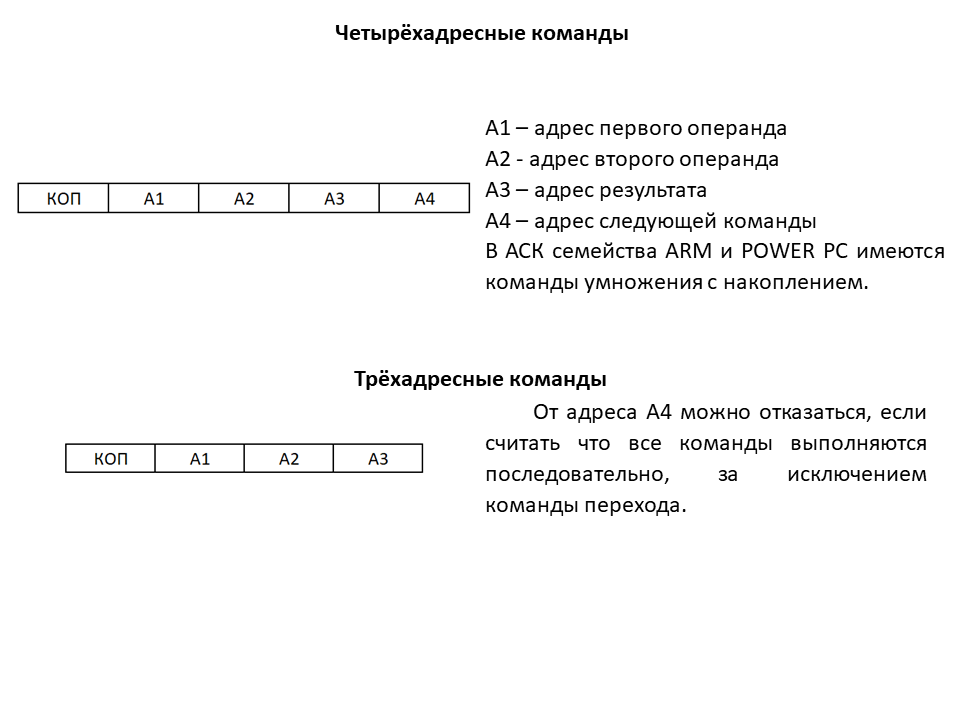 Четырёхадресные команды
А1 – адрес первого операнда
А2 - адрес второго операнда
А3 – адрес результата
А4 – адрес следующей команды
В АСК семейства ARM и POWER PC имеются
команды умножения с накоплением.
КОП А1 А2 А3 А4
Трёхадресные команды
От адреса А4 можно отказаться, если
считать что все команды выполняются
последовательно, за исключением
команды перехода.
КОП А1 А2 А3